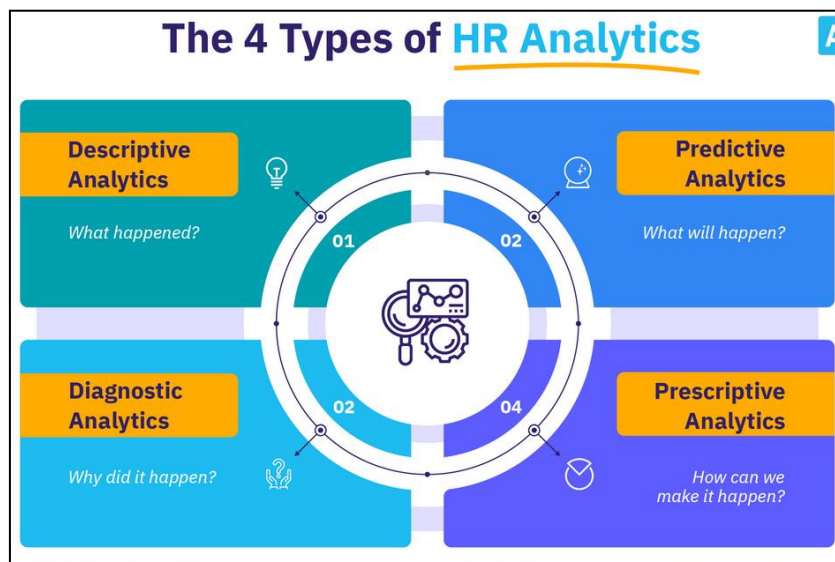 The 4 Types of HR Analytics
A
Descriptive
Analytics
What happened?
01
Predictive
Analytics
What will happen?
02
Diagnostic
Analytics
Why did it happen?
02
Prescriptive
Analytics
How can we
make it happen?
04